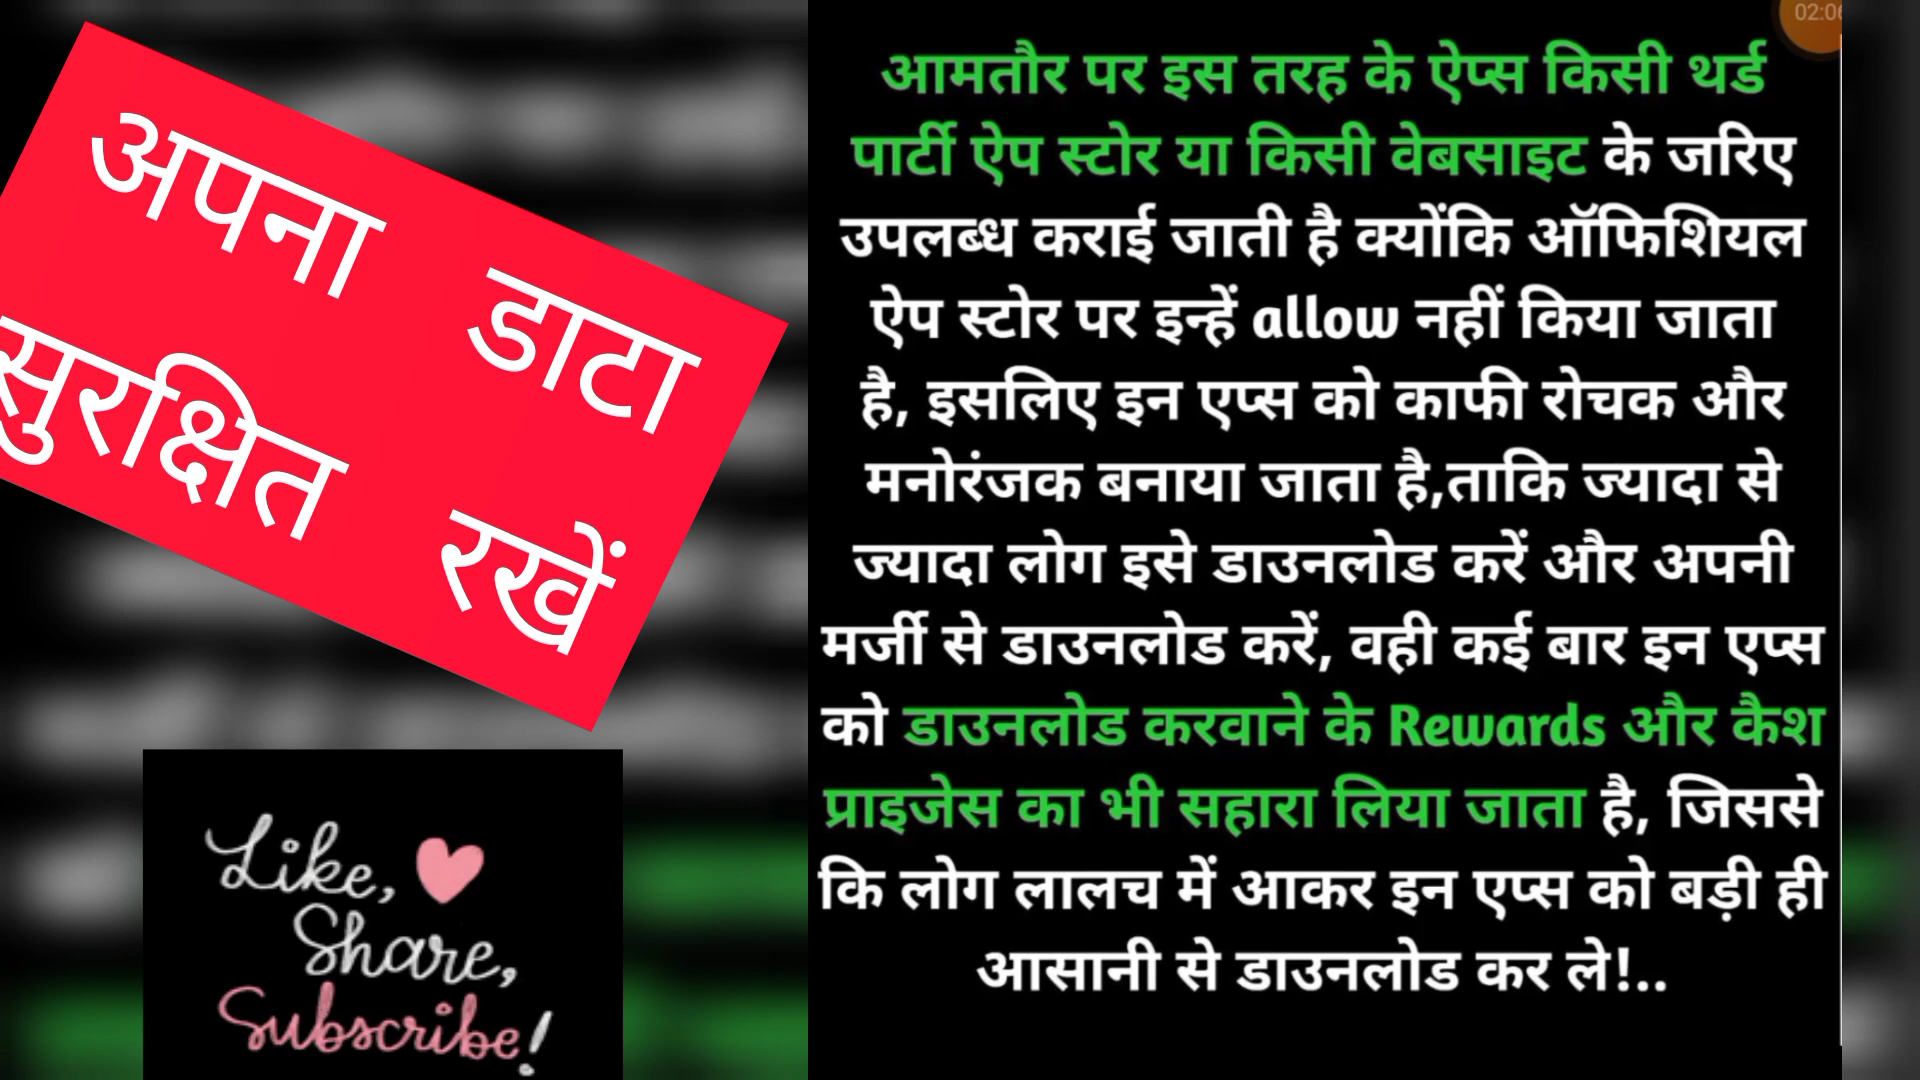 अपना डाटा
सुरक्षित रखें
Like,
Share,
Subscribe!
आमतौर पर इस तरह के ऐप्स किसी थर्ड
पार्टी ऐप स्टोर या किसी वेबसाइट के जरिए
उपलब्ध कराई जाती है क्योंकि ऑफिशियल
ऐप स्टोर पर इन्हें allow नहीं किया जाता
है, इसलिए इन एप्स को काफी रोचक और
मनोरंजक बनाया जाता है,ताकि ज्यादा से
ज्यादा लोग इसे डाउनलोड करें और अपनी
मर्जी से डाउनलोड करें, वही कई बार इन एप्स
को डाउनलोड करवाने के Rewards और कैश
प्राइजेस का भी सहारा लिया जाता है, जिससे
कि लोग लालच में आकर इन एप्स को बड़ी ही
आसानी से डाउनलोड कर ले!..